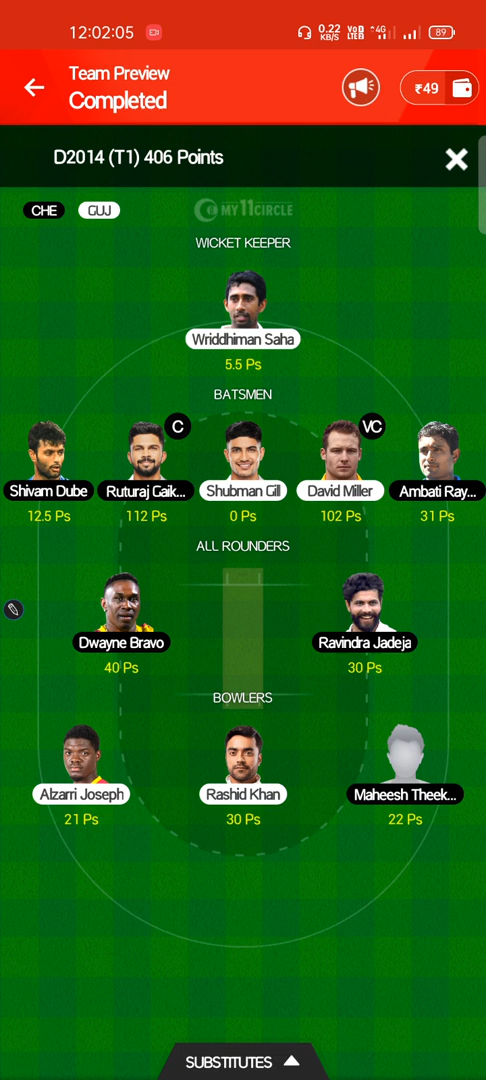 12:02:05 0.22 KB/S VoD LTE 4G 89
Team Preview
Completed
₹49
D2014 (T1) 406 Points
CHE GUJ MY11CIRCLE
WICKET KEEPER
Wriddhiman Saha
5.5 Ps
BATSMEN
C VC
Shivam Dube Ruturaj Gaik... Shubman Gill David Miller Ambati Ray...
12.5 Ps 112 Ps 0 Ps 102 Ps 31 Ps
ALL ROUNDERS
Dwayne Bravo Ravindra Jadeja
40 Ps 30 Ps
BOWLERS
Alzarri Joseph Rashid Khan Maheesh Theek...
21 Ps 30 Ps 22 Ps
SUBSTITUTES